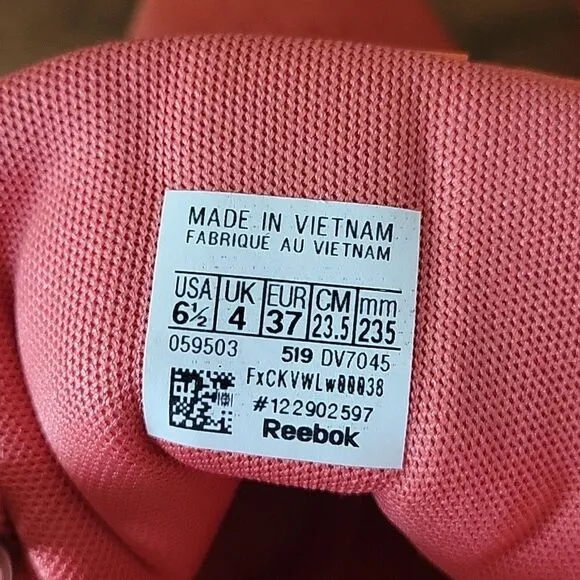 MADE IN VIETNAM
FABRIQUÉ AU VIETNAM
USA UK EUR CM mm
6½ 4 37 23.5 235
059503 519 DV7045
FxCKVWLw00038
#122902597
Reebok